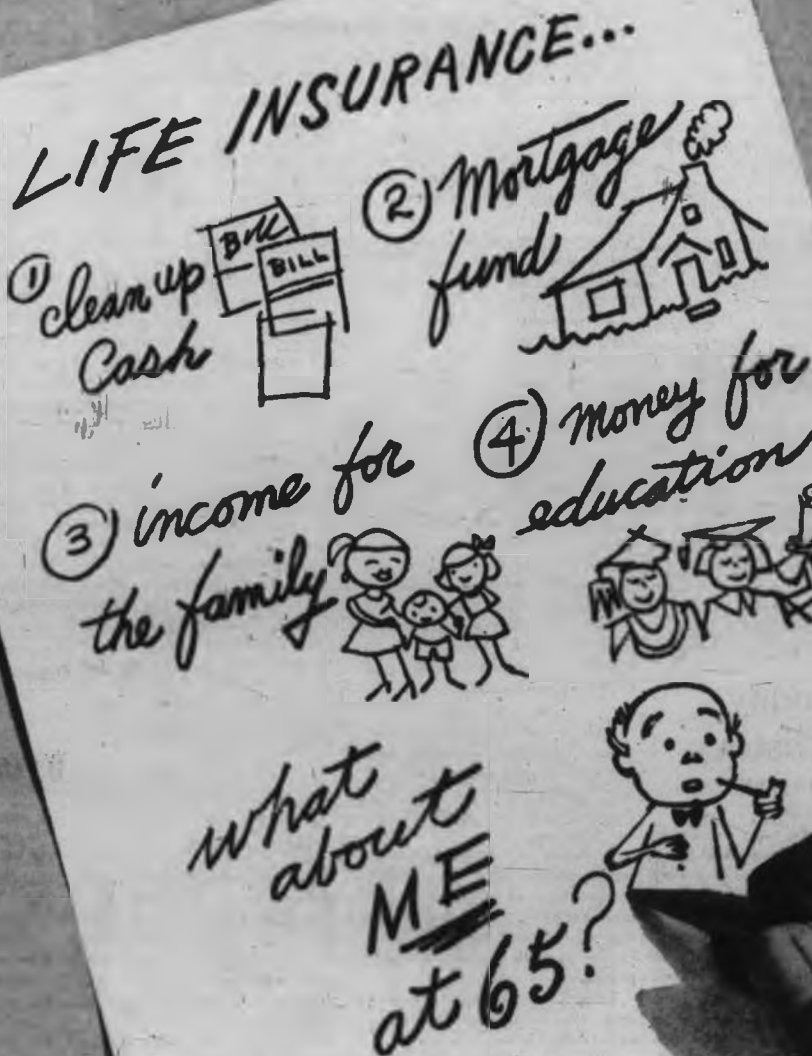 LIFE INSURANCE...
① clean up
Cash
BILL
BILL
② Mortgage
fund
③ income for
the family
④ money for
education
what
about
ME
at 65?